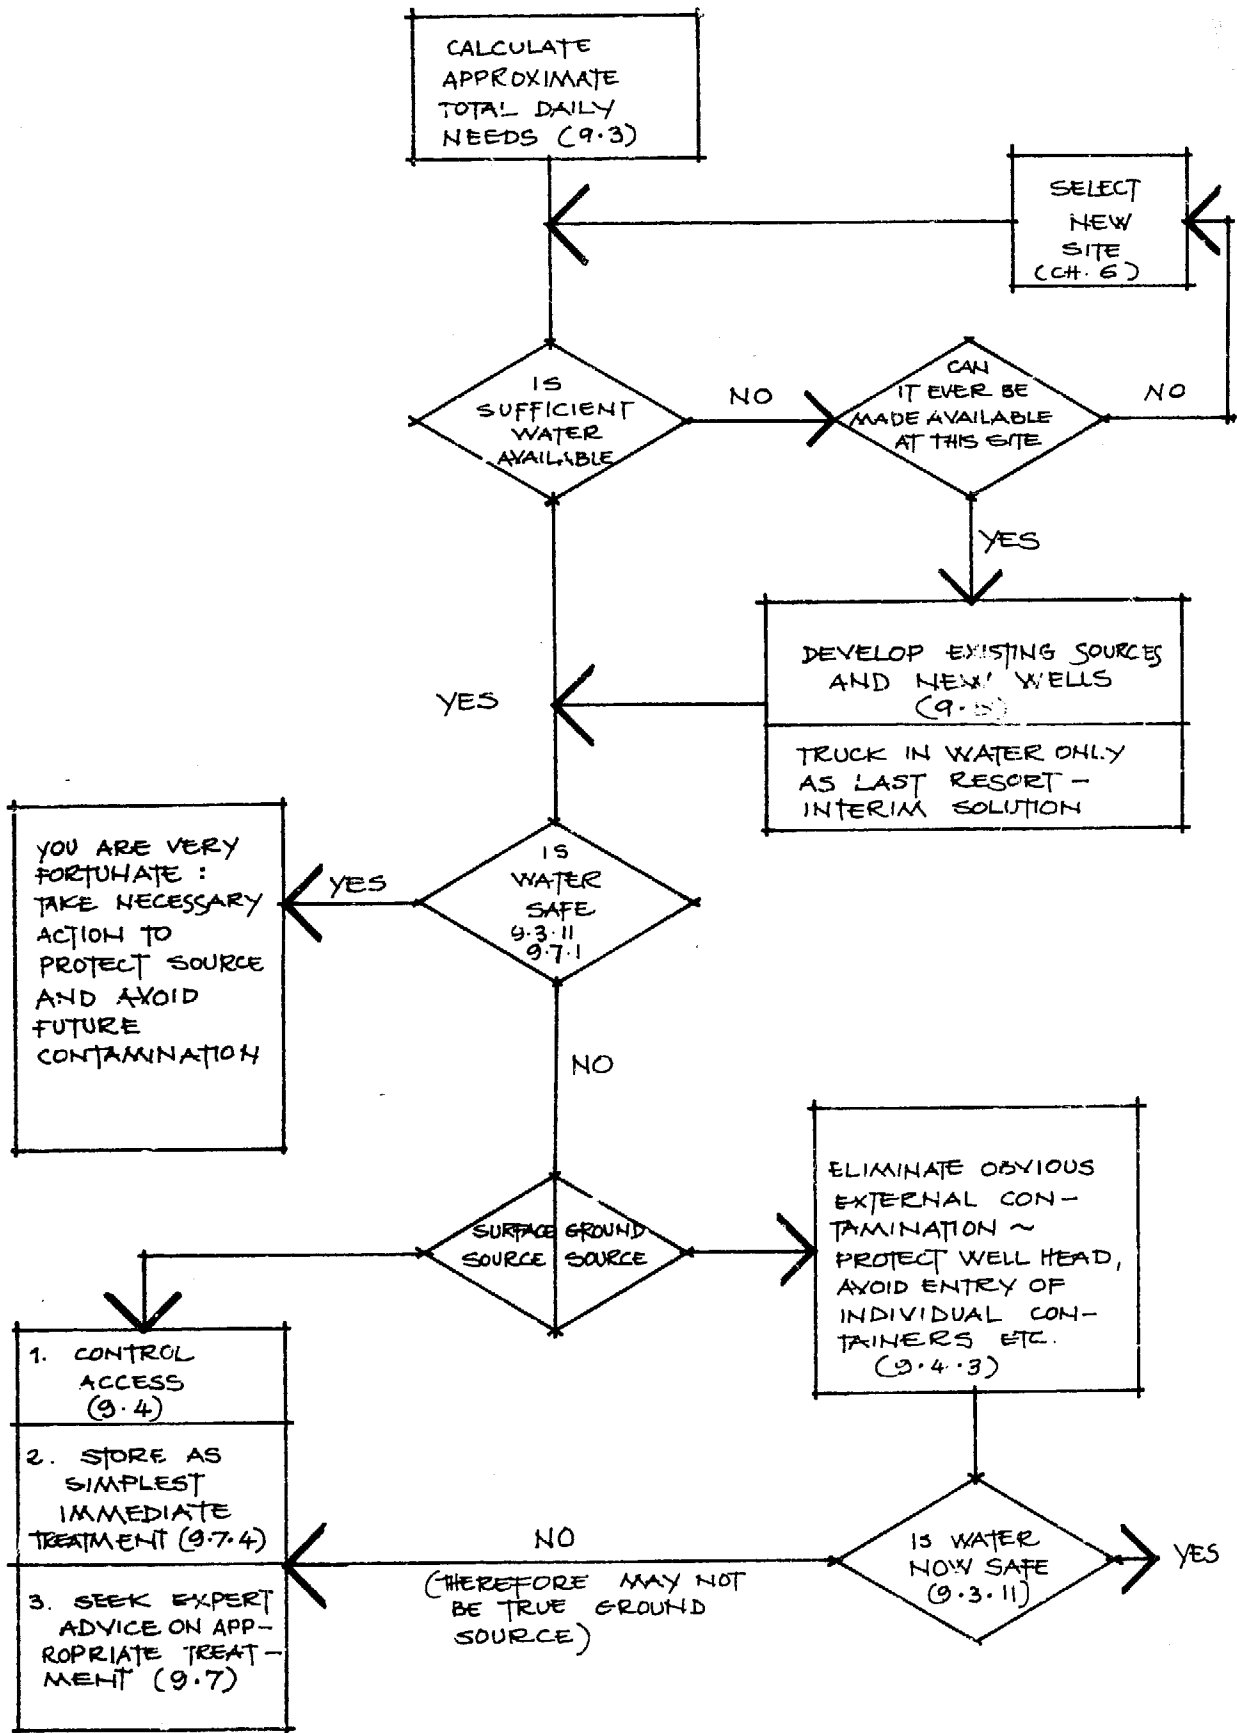 CALCULATE
APPROXIMATE
TOTAL DAILY
NEEDS (9.3)
SELECT
NEW
SITE
(CH. 6)
IS
SUFFICIENT
WATER
AVAILABLE
NO
CAN
IT EVER BE
MADE AVAILABLE
AT THIS SITE
NO
YES
DEVELOP EXISTING SOURCES
AND NEW WELLS
YES
TRUCK IN WATER ONLY
AS LAST RESORT -
INTERIM SOLUTION
YOU ARE VERY
FORTUNATE :
TAKE NECESSARY
ACTION TO
PROTECT SOURCE
AND AVOID
FUTURE
CONTAMINATION
YES
IS
WATER
SAFE
9.3.11
9.7.1
NO
SURFACE
SOURCE
GROUND
SOURCE
ELIMINATE OBVIOUS
EXTERNAL CON-
TAMINATION ~
PROTECT WELL HEAD,
AVOID ENTRY OF
INDIVIDUAL CON-
TAINERS ETC.
(9.4.3)
1. CONTROL
ACCESS
(9.4)
2. STORE AS
SIMPLEST
IMMEDIATE
TREATMENT (9.7.4)
3. SEEK EXPERT
ADVICE ON APP-
ROPRIATE TREAT-
MENT (9.7)
NO
(THEREFORE MAY NOT
BE TRUE GROUND
SOURCE)
IS WATER
NOW SAFE
(9.3.11)
YES